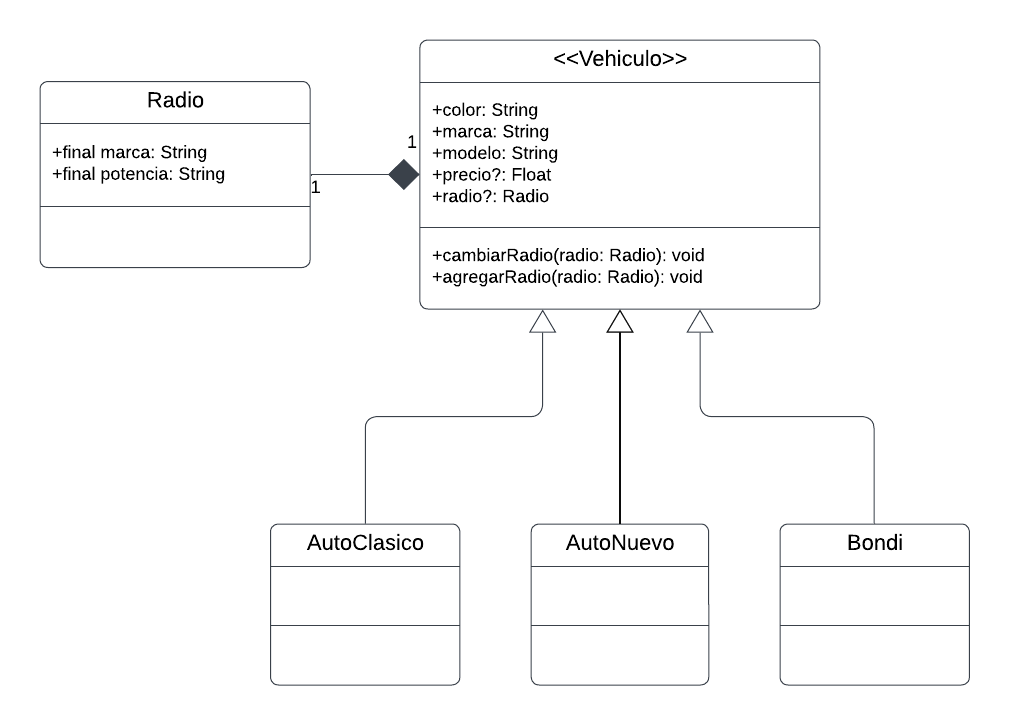 <<Vehiculo>>
+color: String
+marca: String
+modelo: String
+precio?: Float
+radio?: Radio
+cambiarRadio(radio: Radio): void
+agregarRadio(radio: Radio): void
Radio
+final marca: String
+final potencia: String
1
1
AutoClasico
AutoNuevo
Bondi